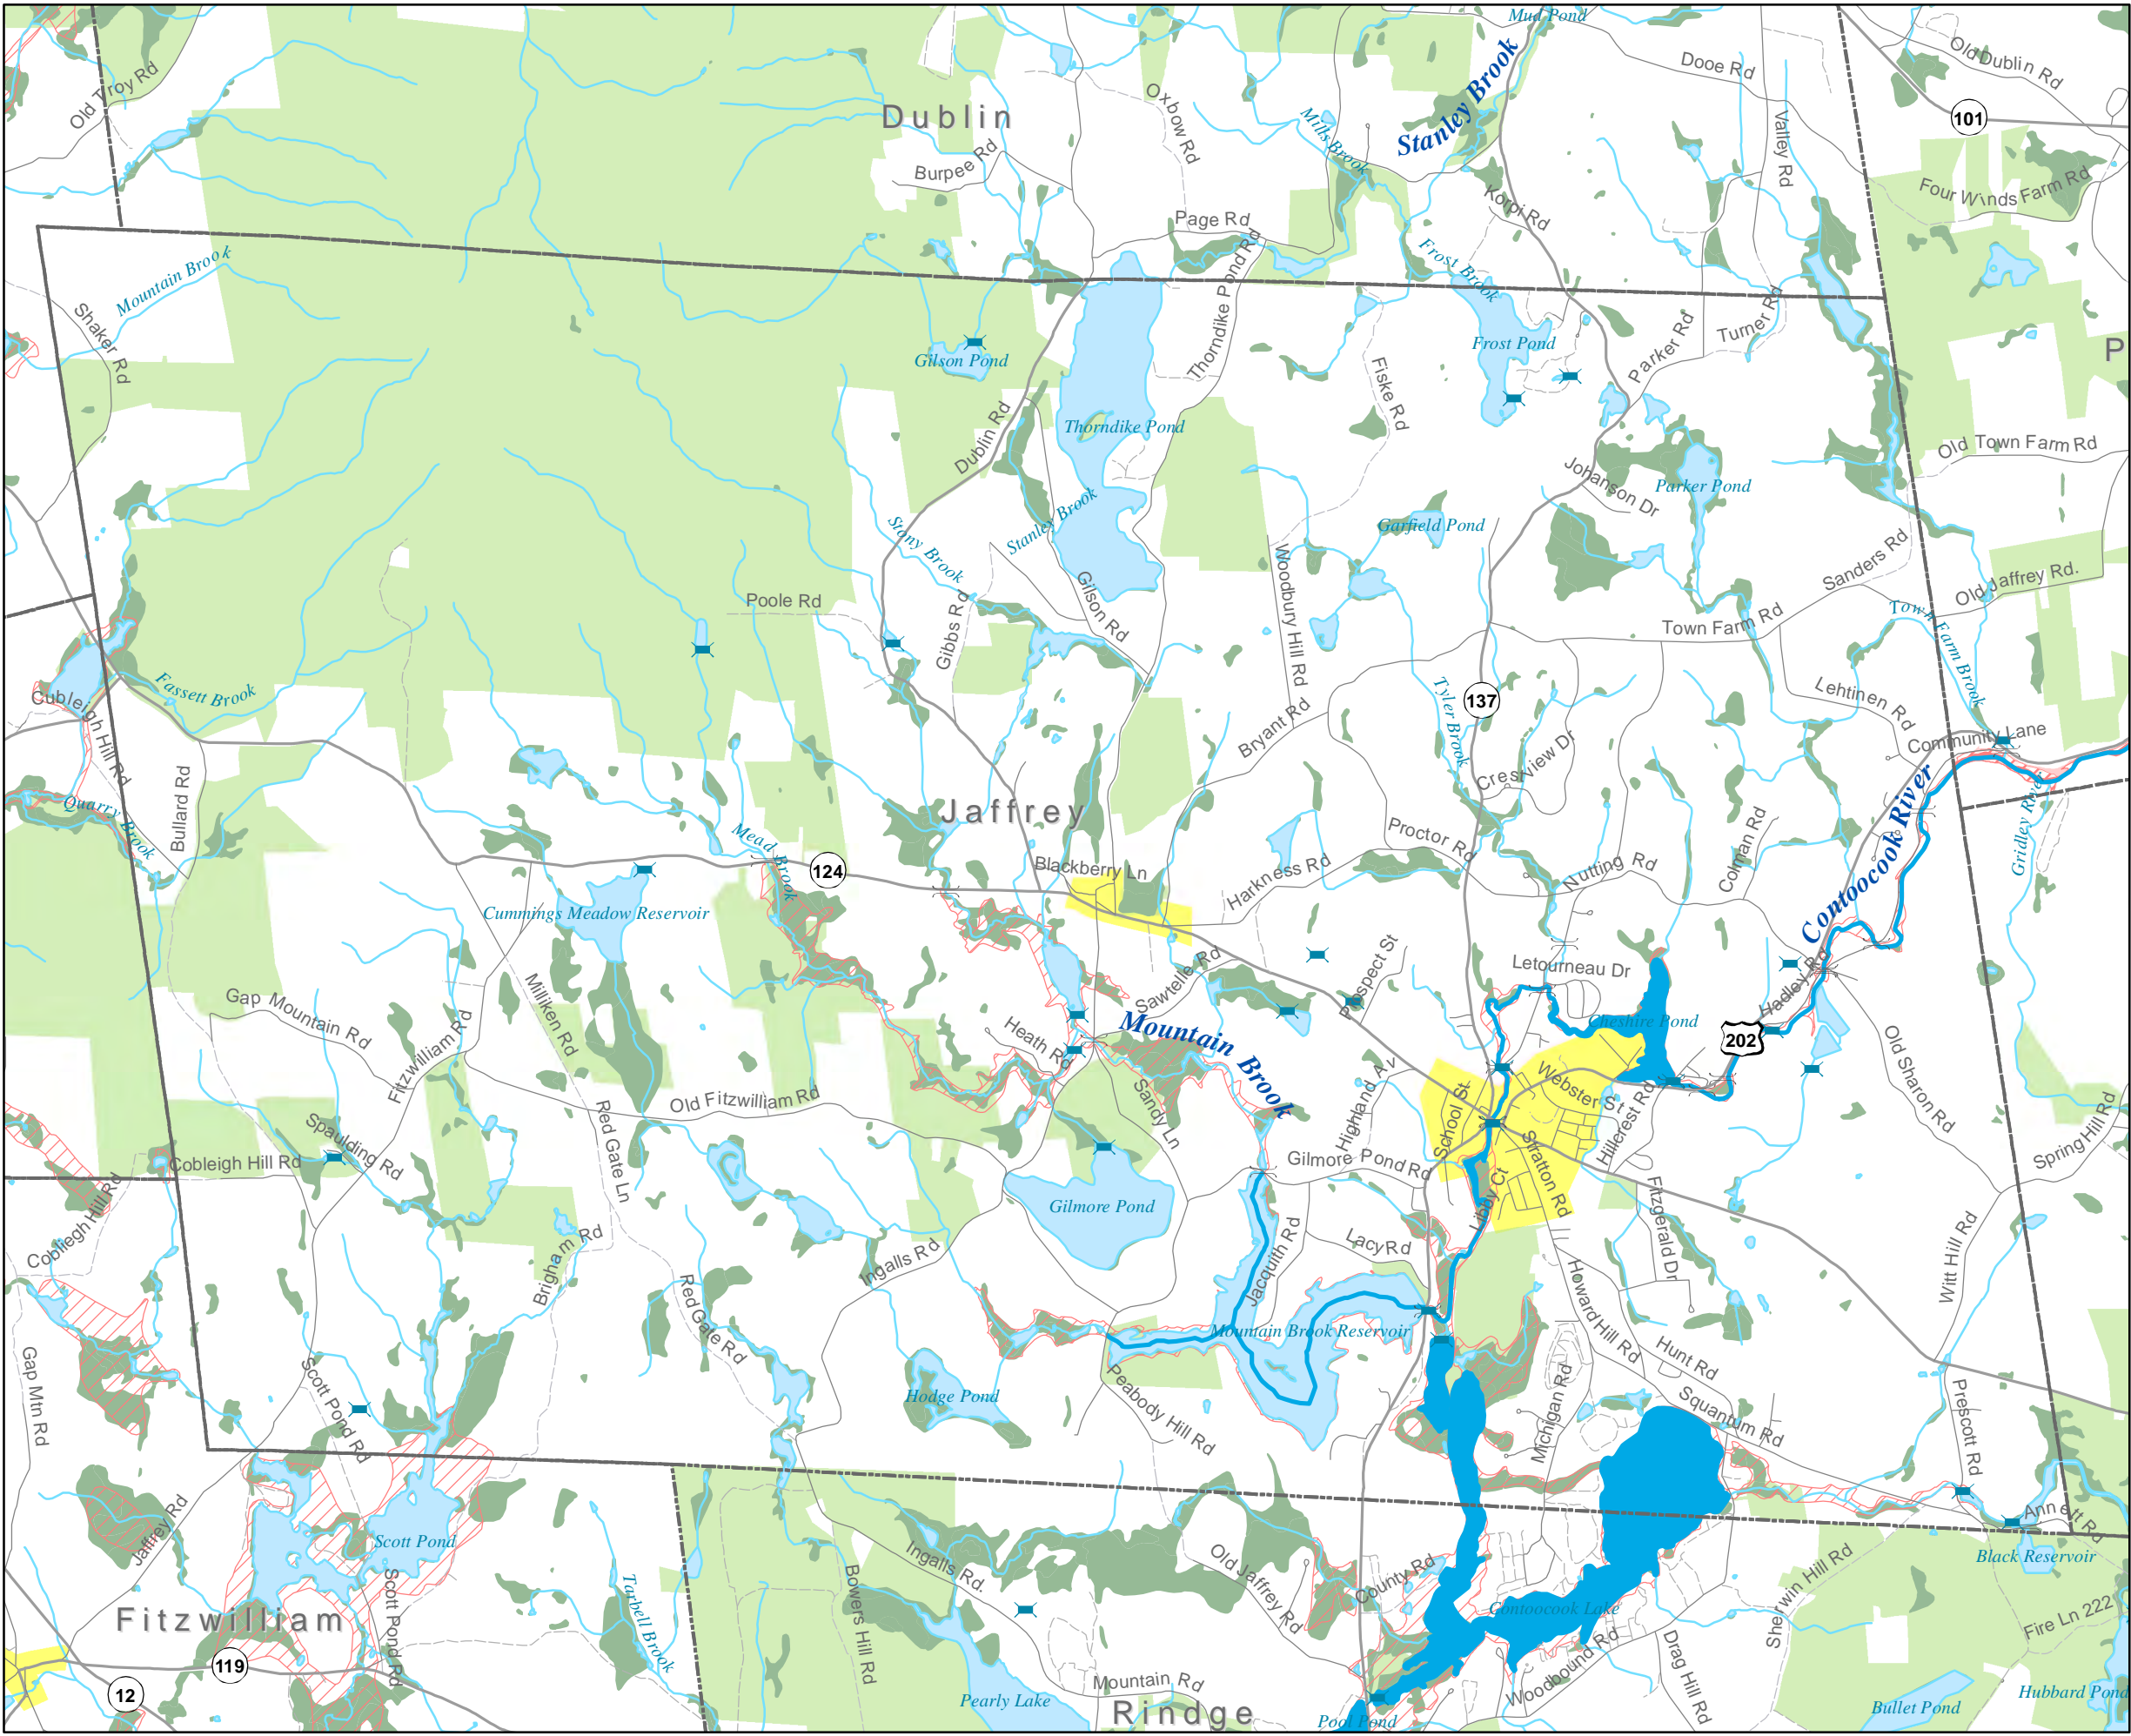 Mud Pond
Old Troy Rd
Dublin
Oxbow Rd
Mills Brook
Stanley Brook
Dooe Rd
Valley Rd
Old Dublin Rd
101
Burpee Rd
Four Winds Farm Rd
Page Rd
Korpi Rd
Mountain Brook
Frost Brook
Thorndike Pond Rd
Shaker Rd
Gilson Pond
Frost Pond
Parker Rd
Turner Rd
P
Fiske Rd
Dublin Rd
Thorndike Pond
Old Town Farm Rd
Johanson Dr
Parker Pond
Stony Brook
Stanley Brook
Garfield Pond
Woodbury Hill Rd
Sanders Rd
Old Jaffrey Rd.
Poole Rd
Gibbs Rd
Gilson Rd
Town Farm Rd
Town Farm Brook
Cubleigh Hill Rd
Fassett Brook
Tyler Brook
137
Lehtinen Rd
Bryant Rd
Community Lane
Crestview Dr
Quarry Brook
Bullard Rd
Jaffrey
Mead Brook
124
Blackberry Ln
Harkness Rd
Proctor Rd
Nutting Rd
Colman Rd
Contoocook River
Gridley River
Cummings Meadow Reservoir
Milliken Rd
Sawtelle Rd
Prospect St
Letourneau Dr
Hadley Rd
Gap Mountain Rd
Fitzwilliam Rd
Heath Rd
Mountain Brook
Cheshire Pond
202
Old Sharon Rd
Old Fitzwilliam Rd
Red Gate Ln
Sandy Ln
Highland Av
School St
Webster St
Hillcrest Rd
Stratton Rd
Spaulding Rd
Cobleigh Hill Rd
Gilmore Pond Rd
Spring Hill Rd
Cobliegh Hill Rd
Gilmore Pond
Libby Ct
Fitzgerald Dr
Witt Hill Rd
Brigham Rd
Ingalls Rd
Jacquith Rd
Lacy Rd
Howard Hill Rd
Red Gate Rd
Mountain Brook Reservoir
Hunt Rd
Gap Mtn Rd
Scott Pond Rd
Hodge Pond
Peabody Hill Rd
Michigan Rd
Squantum Rd
Prescott Rd
Jaffrey Rd
Scott Pond
Annett Rd
Black Reservoir
Ingalls Rd.
Old Jaffrey Rd
County Rd
Sherwin Hill Rd
Fitzwilliam
Scott Pond Rd
Tarbell Brook
Bowers Hill Rd
Contoocook Lake
Fire Ln 222
119
12
Pearly Lake
Mountain Rd
Rindge
Pool Pond
Woodbound Rd
Drag Hill Rd
Bullet Pond
Hubbard Pond